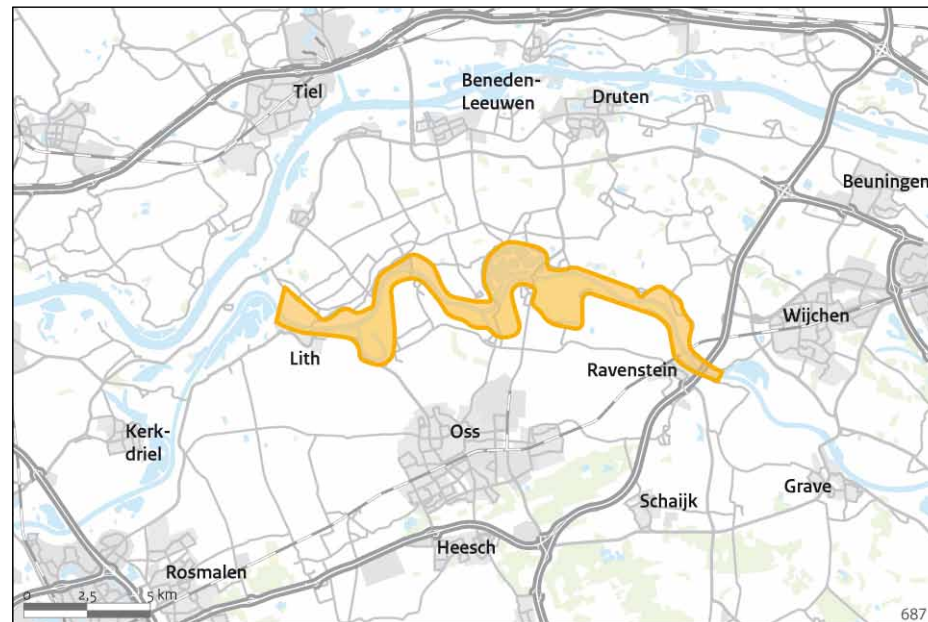 Tiel
Beneden-
Leeuwen
Druten
Beuningen
Wijchen
Lith
Ravenstein
Kerk-
driel
Oss
Grave
Schaijk
Heesch
Rosmalen
0 2,5 5 km
687